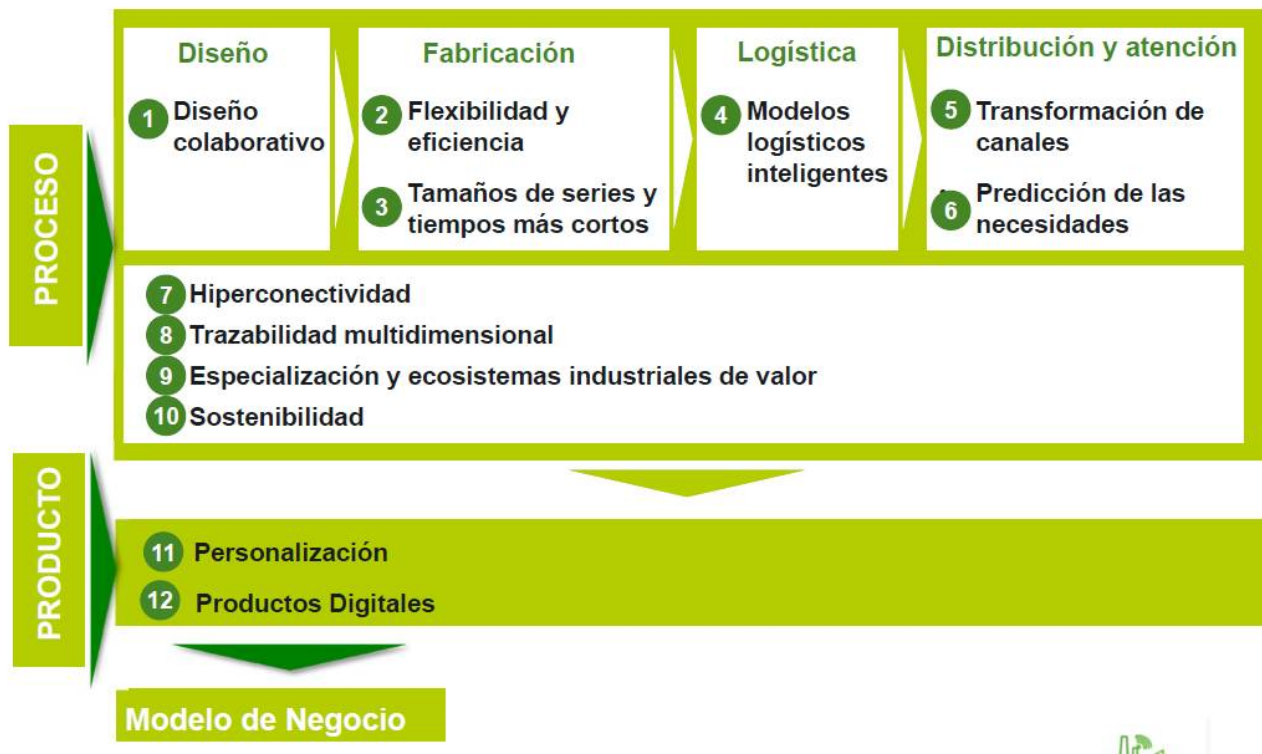 PROCESO
Diseño
1 Diseño
colaborativo
Fabricación
2 Flexibilidad y
eficiencia
3 Tamaños de series y
tiempos más cortos
Logística
4 Modelos
logísticos
inteligentes
Distribución y atención
5 Transformación de
canales
6 Predicción de las
necesidades
7 Hiperconectividad
8 Trazabilidad multidimensional
9 Especialización y ecosistemas industriales de valor
10 Sostenibilidad
PRODUCTO
11 Personalización
12 Productos Digitales
Modelo de Negocio